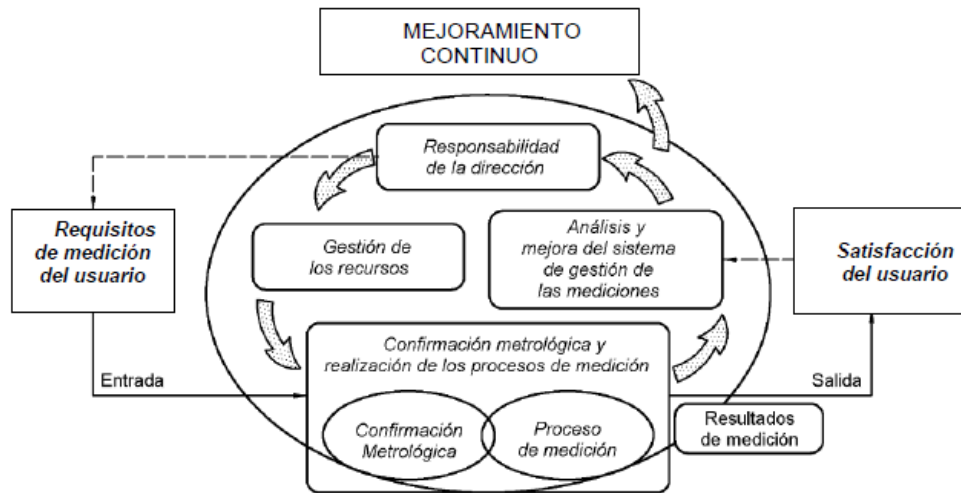 MEJORAMIENTO
CONTINUO
Responsabilidad
de la dirección
Requisitos
de medición
del usuario
Gestión de
los recursos
Análisis y
mejora del sistema
de gestión de
las mediciones
Satisfacción
del usuario
Confirmación metrológica y
realización de los procesos de medición
Entrada
Salida
Confirmación
Metrológica
Proceso
de medición
Resultados
de medición